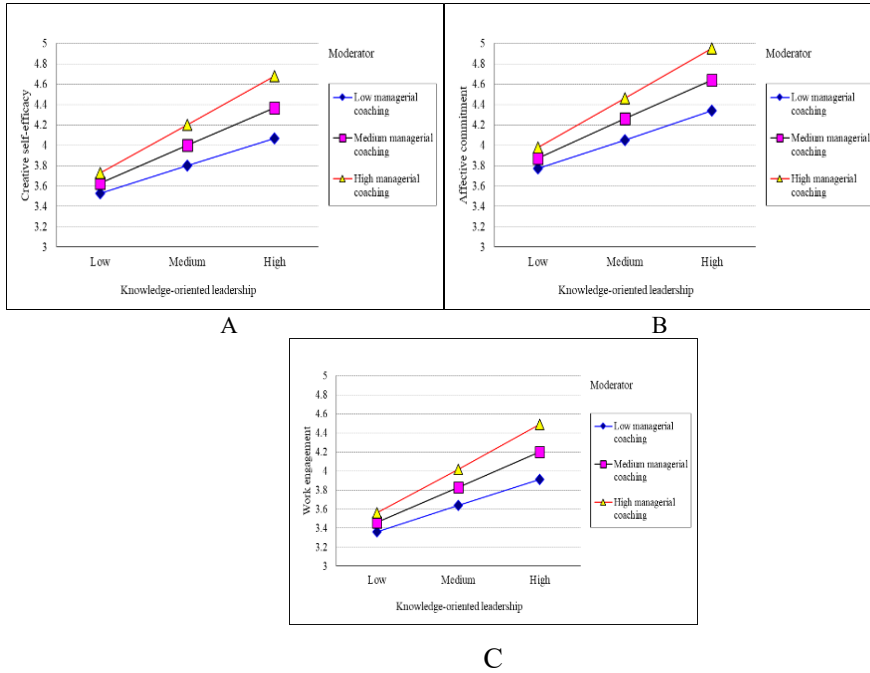 5
4.8
4.6
4.4
4.2
4
3.8
3.6
3.4
3.2
3
Creative self-efficacy
Low Medium High
Knowledge-oriented leadership
Moderator
Low managerial
coaching
Medium managerial
coaching
High managerial
coaching
A
5
4.8
4.6
4.4
4.2
4
3.8
3.6
3.4
3.2
3
Affective commitment
Low Medium High
Knowledge-oriented leadership
Moderator
Low managerial
coaching
Medium managerial
coaching
High managerial
coaching
B
5
4.8
4.6
4.4
4.2
4
3.8
3.6
3.4
3.2
3
Work engagement
Low Medium High
Knowledge-oriented leadership
Moderator
Low managerial
coaching
Medium managerial
coaching
High managerial
coaching
C